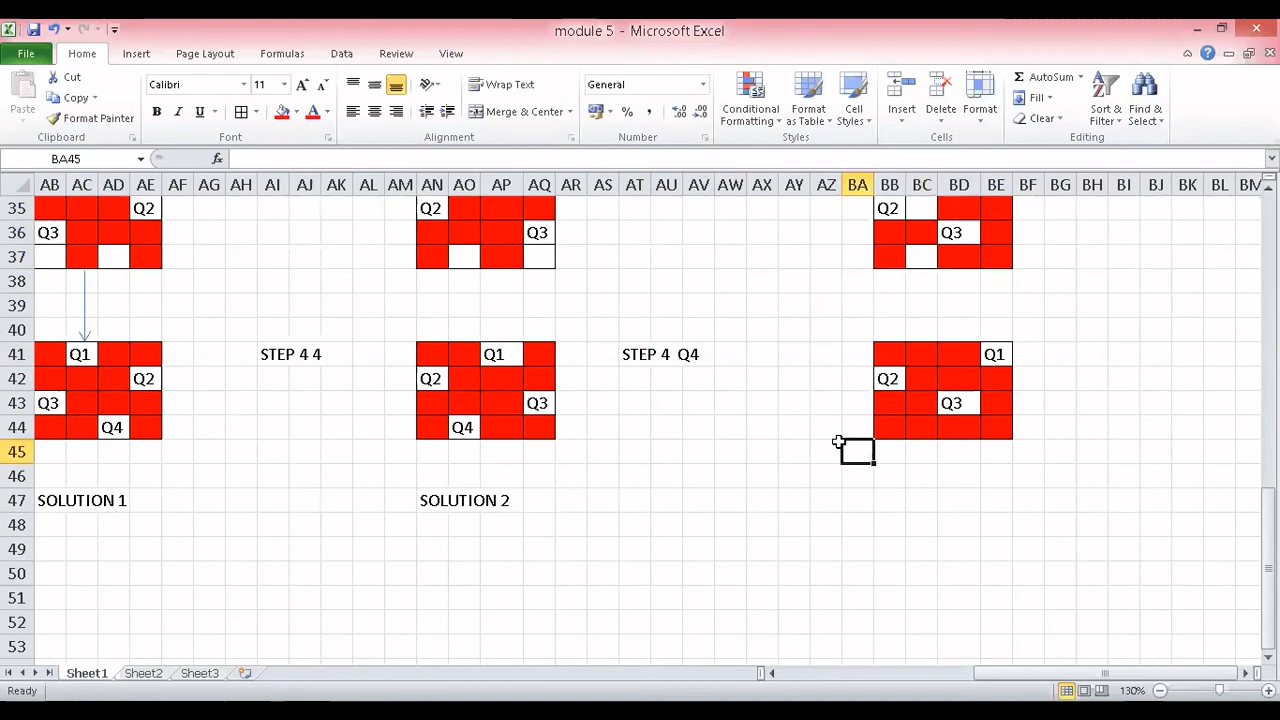 module 5 - Microsoft Excel
File Home Insert Page Layout Formulas Data Review View
Cut
Copy
Format Painter
Paste
Clipboard
Calibri 11
B I U
Font
Wrap Text
Merge & Center
Alignment
General
Number
Conditional Formatting
Format as Table
Cell Styles
Styles
Insert
Delete
Format
Cells
AutoSum
Fill
Clear
Sort & Filter
Find & Select
Editing
BA45 fx
AB AC AD AE AF AG AH AI AJ AK AL AM AN AO AP AQ AR AS AT AU AV AW AX AY AZ BA BB BC BD BE BF BG BH BI BJ BK BL BM
35 Q2 Q2 Q2
36 Q3 Q3 Q3
37
38
39
40
41 Q1 STEP 4 4 Q1 STEP 4 Q4 Q1
42 Q2 Q2 Q2
43 Q3 Q3 Q3
44 Q4 Q4
45
46
47 SOLUTION 1 SOLUTION 2
48
49
50
51
52
53
Sheet1 Sheet2 Sheet3
Ready 130%